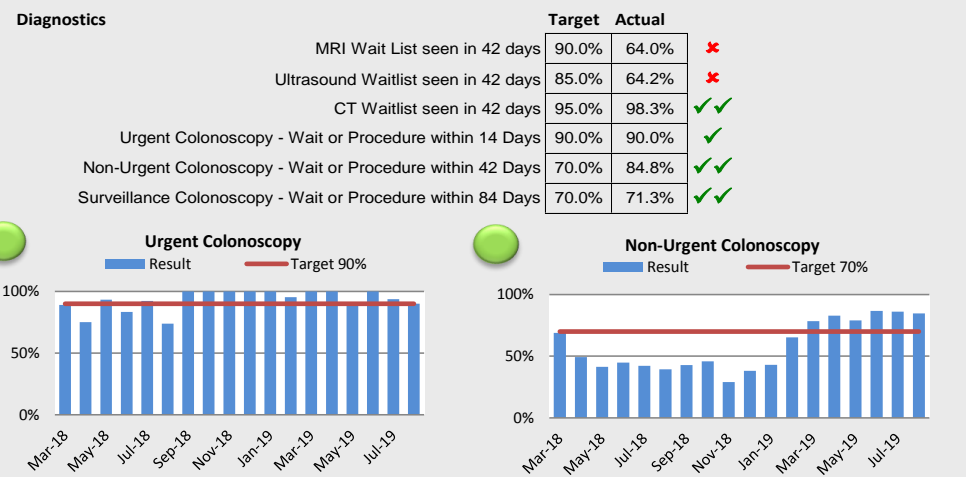 Diagnostics Target Actual
MRI Wait List seen in 42 days 90.0% 64.0% ✘
Ultrasound Waitlist seen in 42 days 85.0% 64.2% ✘
CT Waitlist seen in 42 days 95.0% 98.3% ✓✓
Urgent Colonoscopy - Wait or Procedure within 14 Days 90.0% 90.0% ✓
Non-Urgent Colonoscopy - Wait or Procedure within 42 Days 70.0% 84.8% ✓✓
Surveillance Colonoscopy - Wait or Procedure within 84 Days 70.0% 71.3% ✓✓
Urgent Colonoscopy
Result Target 90%
100%
50%
0%
Mar-18 May-18 Jul-18 Sep-18 Nov-18 Jan-19 Mar-19 May-19 Jul-19
Non-Urgent Colonoscopy
Result Target 70%
100%
50%
0%
Mar-18 May-18 Jul-18 Sep-18 Nov-18 Jan-19 Mar-19 May-19 Jul-19